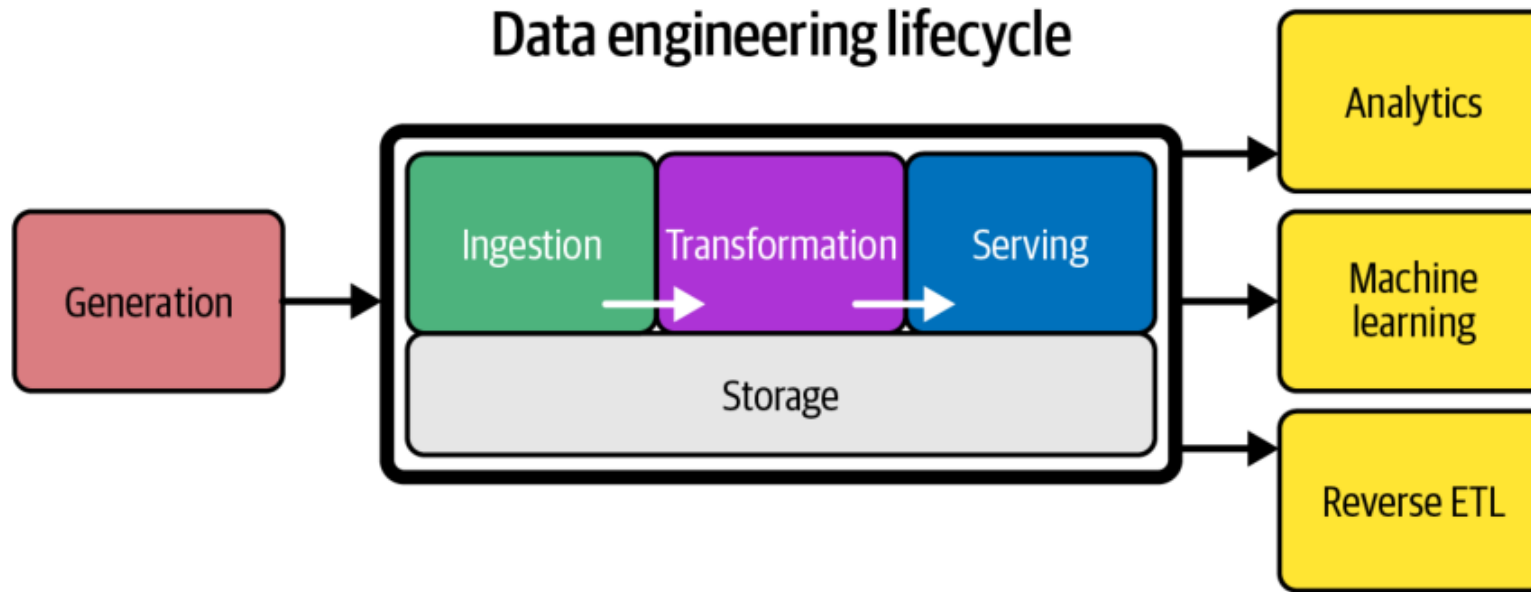 Data engineering lifecycle
Generation
Ingestion
Transformation
Serving
Storage
Analytics
Machine
learning
Reverse ETL